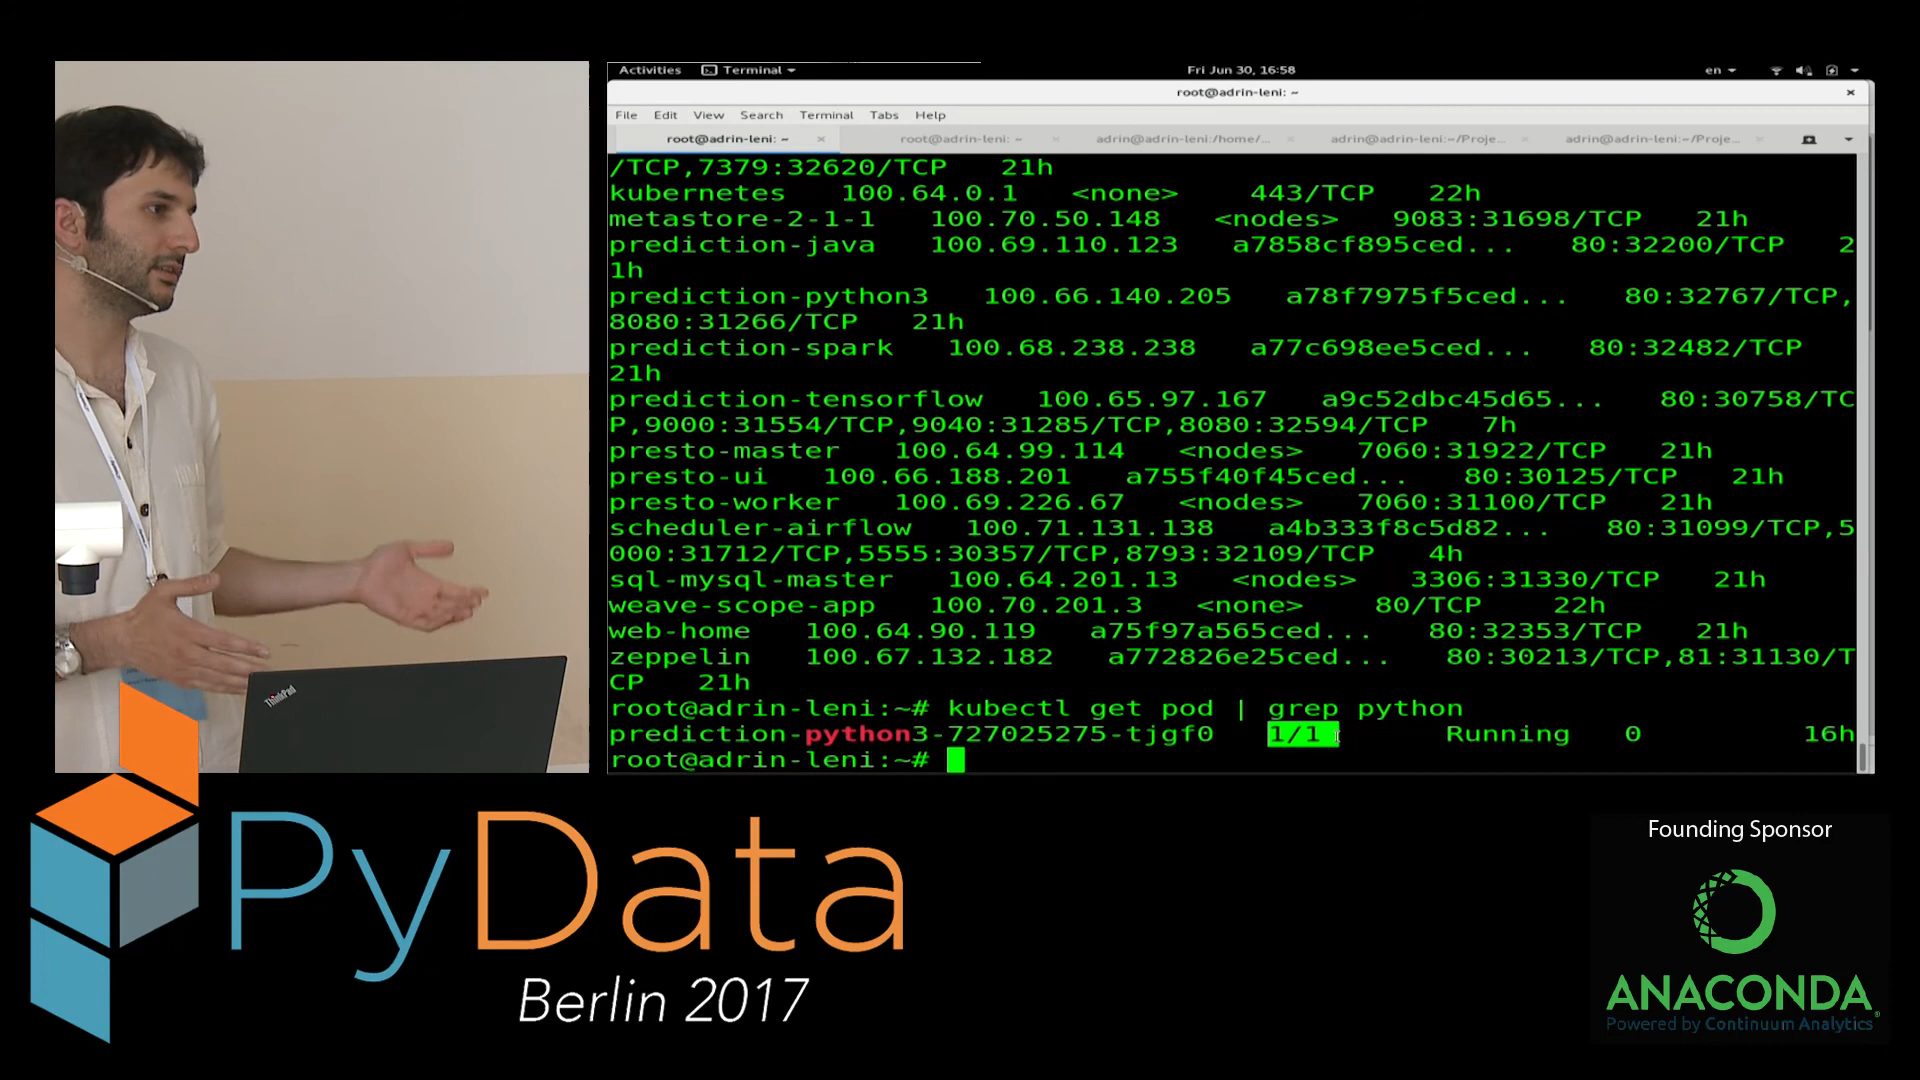 Activities Terminal Fri Jun 30, 16:58 en
root@adrin-leni: ~
File Edit View Search Terminal Tabs Help
root@adrin-leni: ~ × root@adrin-leni: ~ × adrin@adrin-leni:/home/... × adrin@adrin-leni:~/Proje... × adrin@adrin-leni:~/Proje... ×
/TCP,7379:32620/TCP 21h
kubernetes 100.64.0.1 <none> 443/TCP 22h
metastore-2-1-1 100.70.50.148 <nodes> 9083:31698/TCP 21h
prediction-java 100.69.110.123 a7858cf895ced... 80:32200/TCP 2
1h
prediction-python3 100.66.140.205 a78f7975f5ced... 80:32767/TCP,
8080:31266/TCP 21h
prediction-spark 100.68.238.238 a77c698ee5ced... 80:32482/TCP
21h
prediction-tensorflow 100.65.97.167 a9c52dbc45d65... 80:30758/TC
P,9000:31554/TCP,9040:31285/TCP,8080:32594/TCP 7h
presto-master 100.64.99.114 <nodes> 7060:31922/TCP 21h
presto-ui 100.66.188.201 a755f40f45ced... 80:30125/TCP 21h
presto-worker 100.69.226.67 <nodes> 7060:31100/TCP 21h
scheduler-airflow 100.71.131.138 a4b333f8c5d82... 80:31099/TCP,5
000:31712/TCP,5555:30357/TCP,8793:32109/TCP 4h
sql-mysql-master 100.64.201.13 <nodes> 3306:31330/TCP 21h
weave-scope-app 100.70.201.3 <none> 80/TCP 22h
web-home 100.64.90.119 a75f97a565ced... 80:32353/TCP 21h
zeppelin 100.67.132.182 a772826e25ced... 80:30213/TCP,81:31130/T
CP 21h
root@adrin-leni:~# kubectl get pod | grep python
prediction-python3-727025275-tjgf0 1/1 Running 0 16h
root@adrin-leni:~#
ThinkPad
PyData
Berlin 2017
Founding Sponsor
ANACONDA
Powered by Continuum Analytics